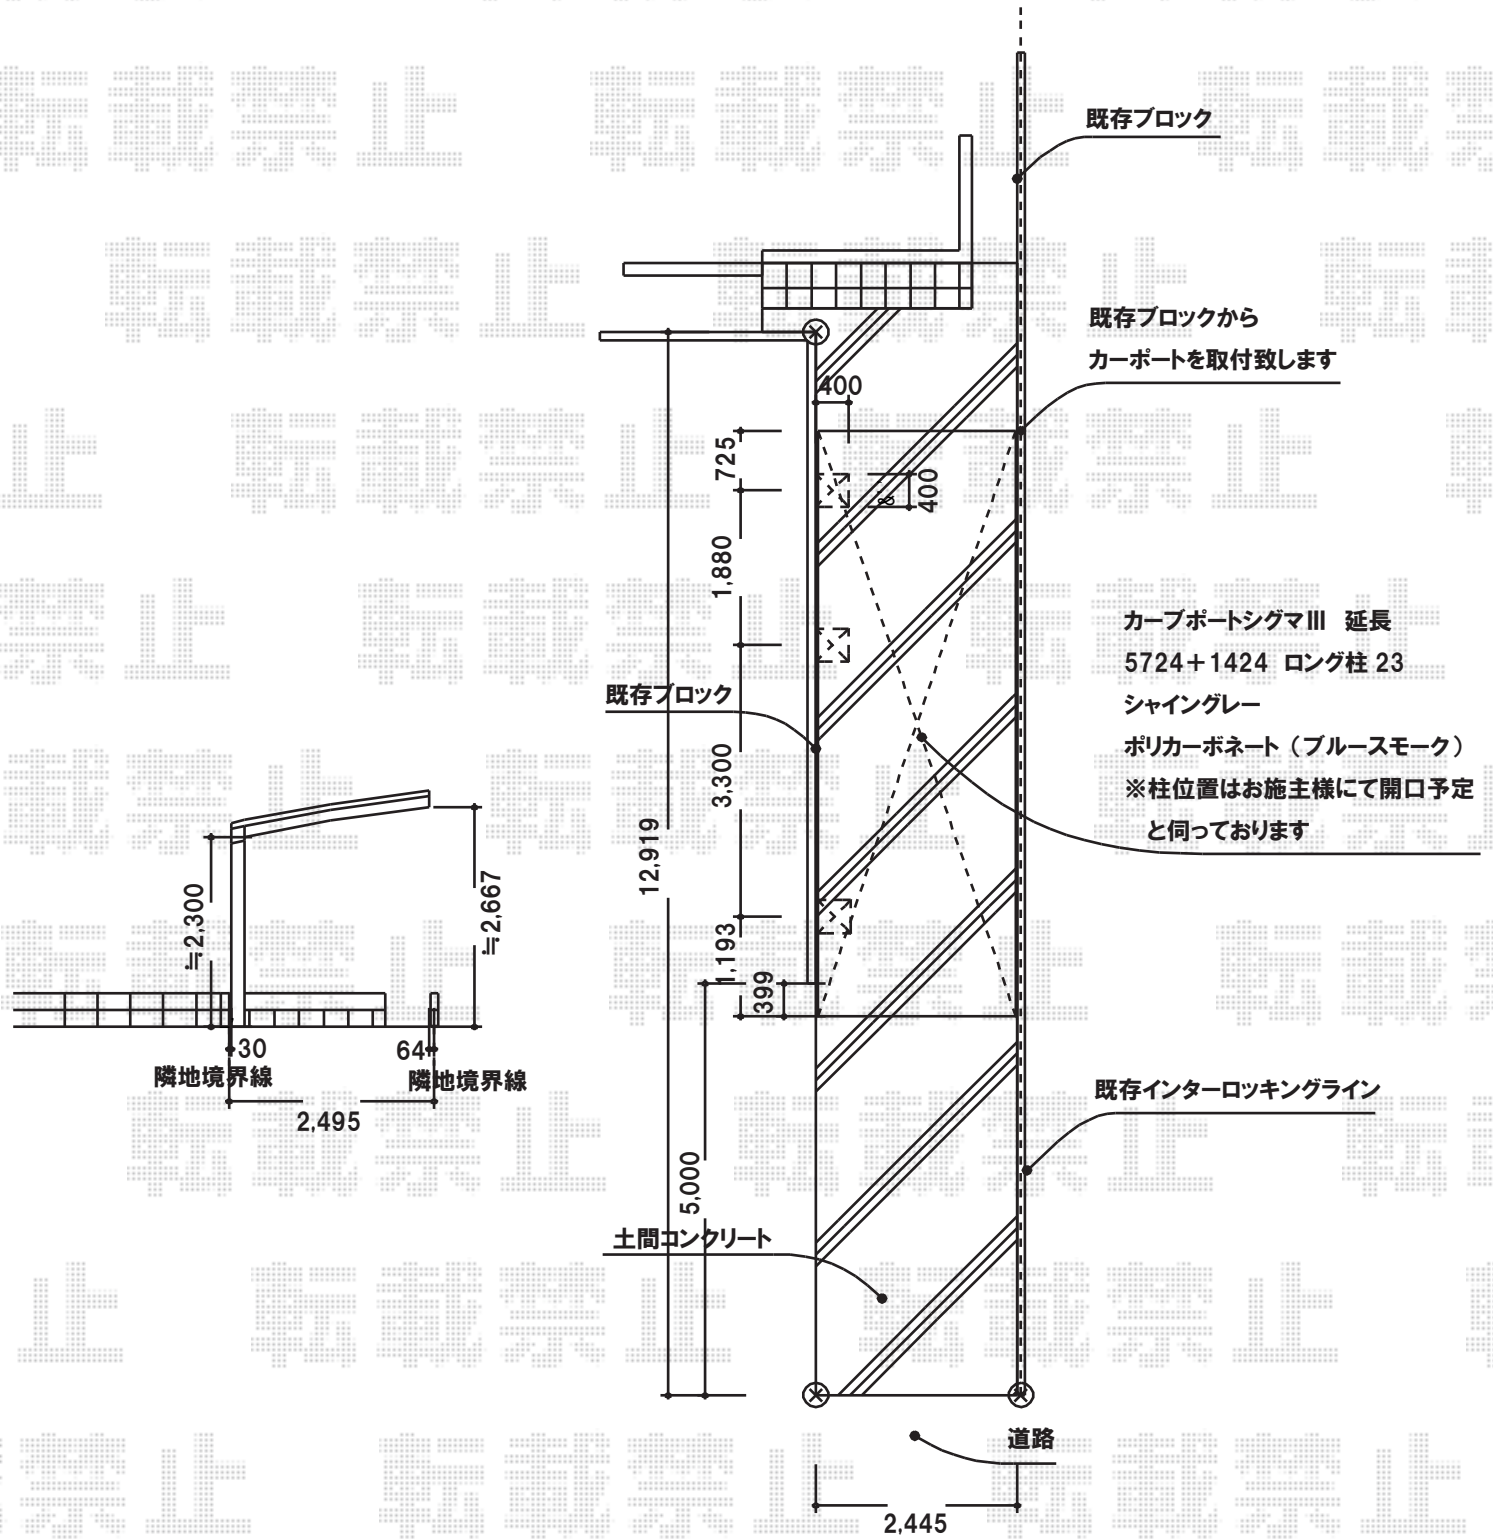 既存ブロック
既存ブロックから
カーポートを取付致します
400
725
400
1,880
カーブポートシグマⅢ 延長
5724+1424 ロング柱 23
シャイングレー
ポリカーボネート(ブルースモーク)
※柱位置はお施主様にて開口予定
と伺っております
既存ブロック
3,300
12,919
≒2,300
≒2,667
1,193
399
30
64
隣地境界線
隣地境界線
2,495
既存インターロッキングライン
5,000
土間コンクリート
道路
2,445
転載禁止